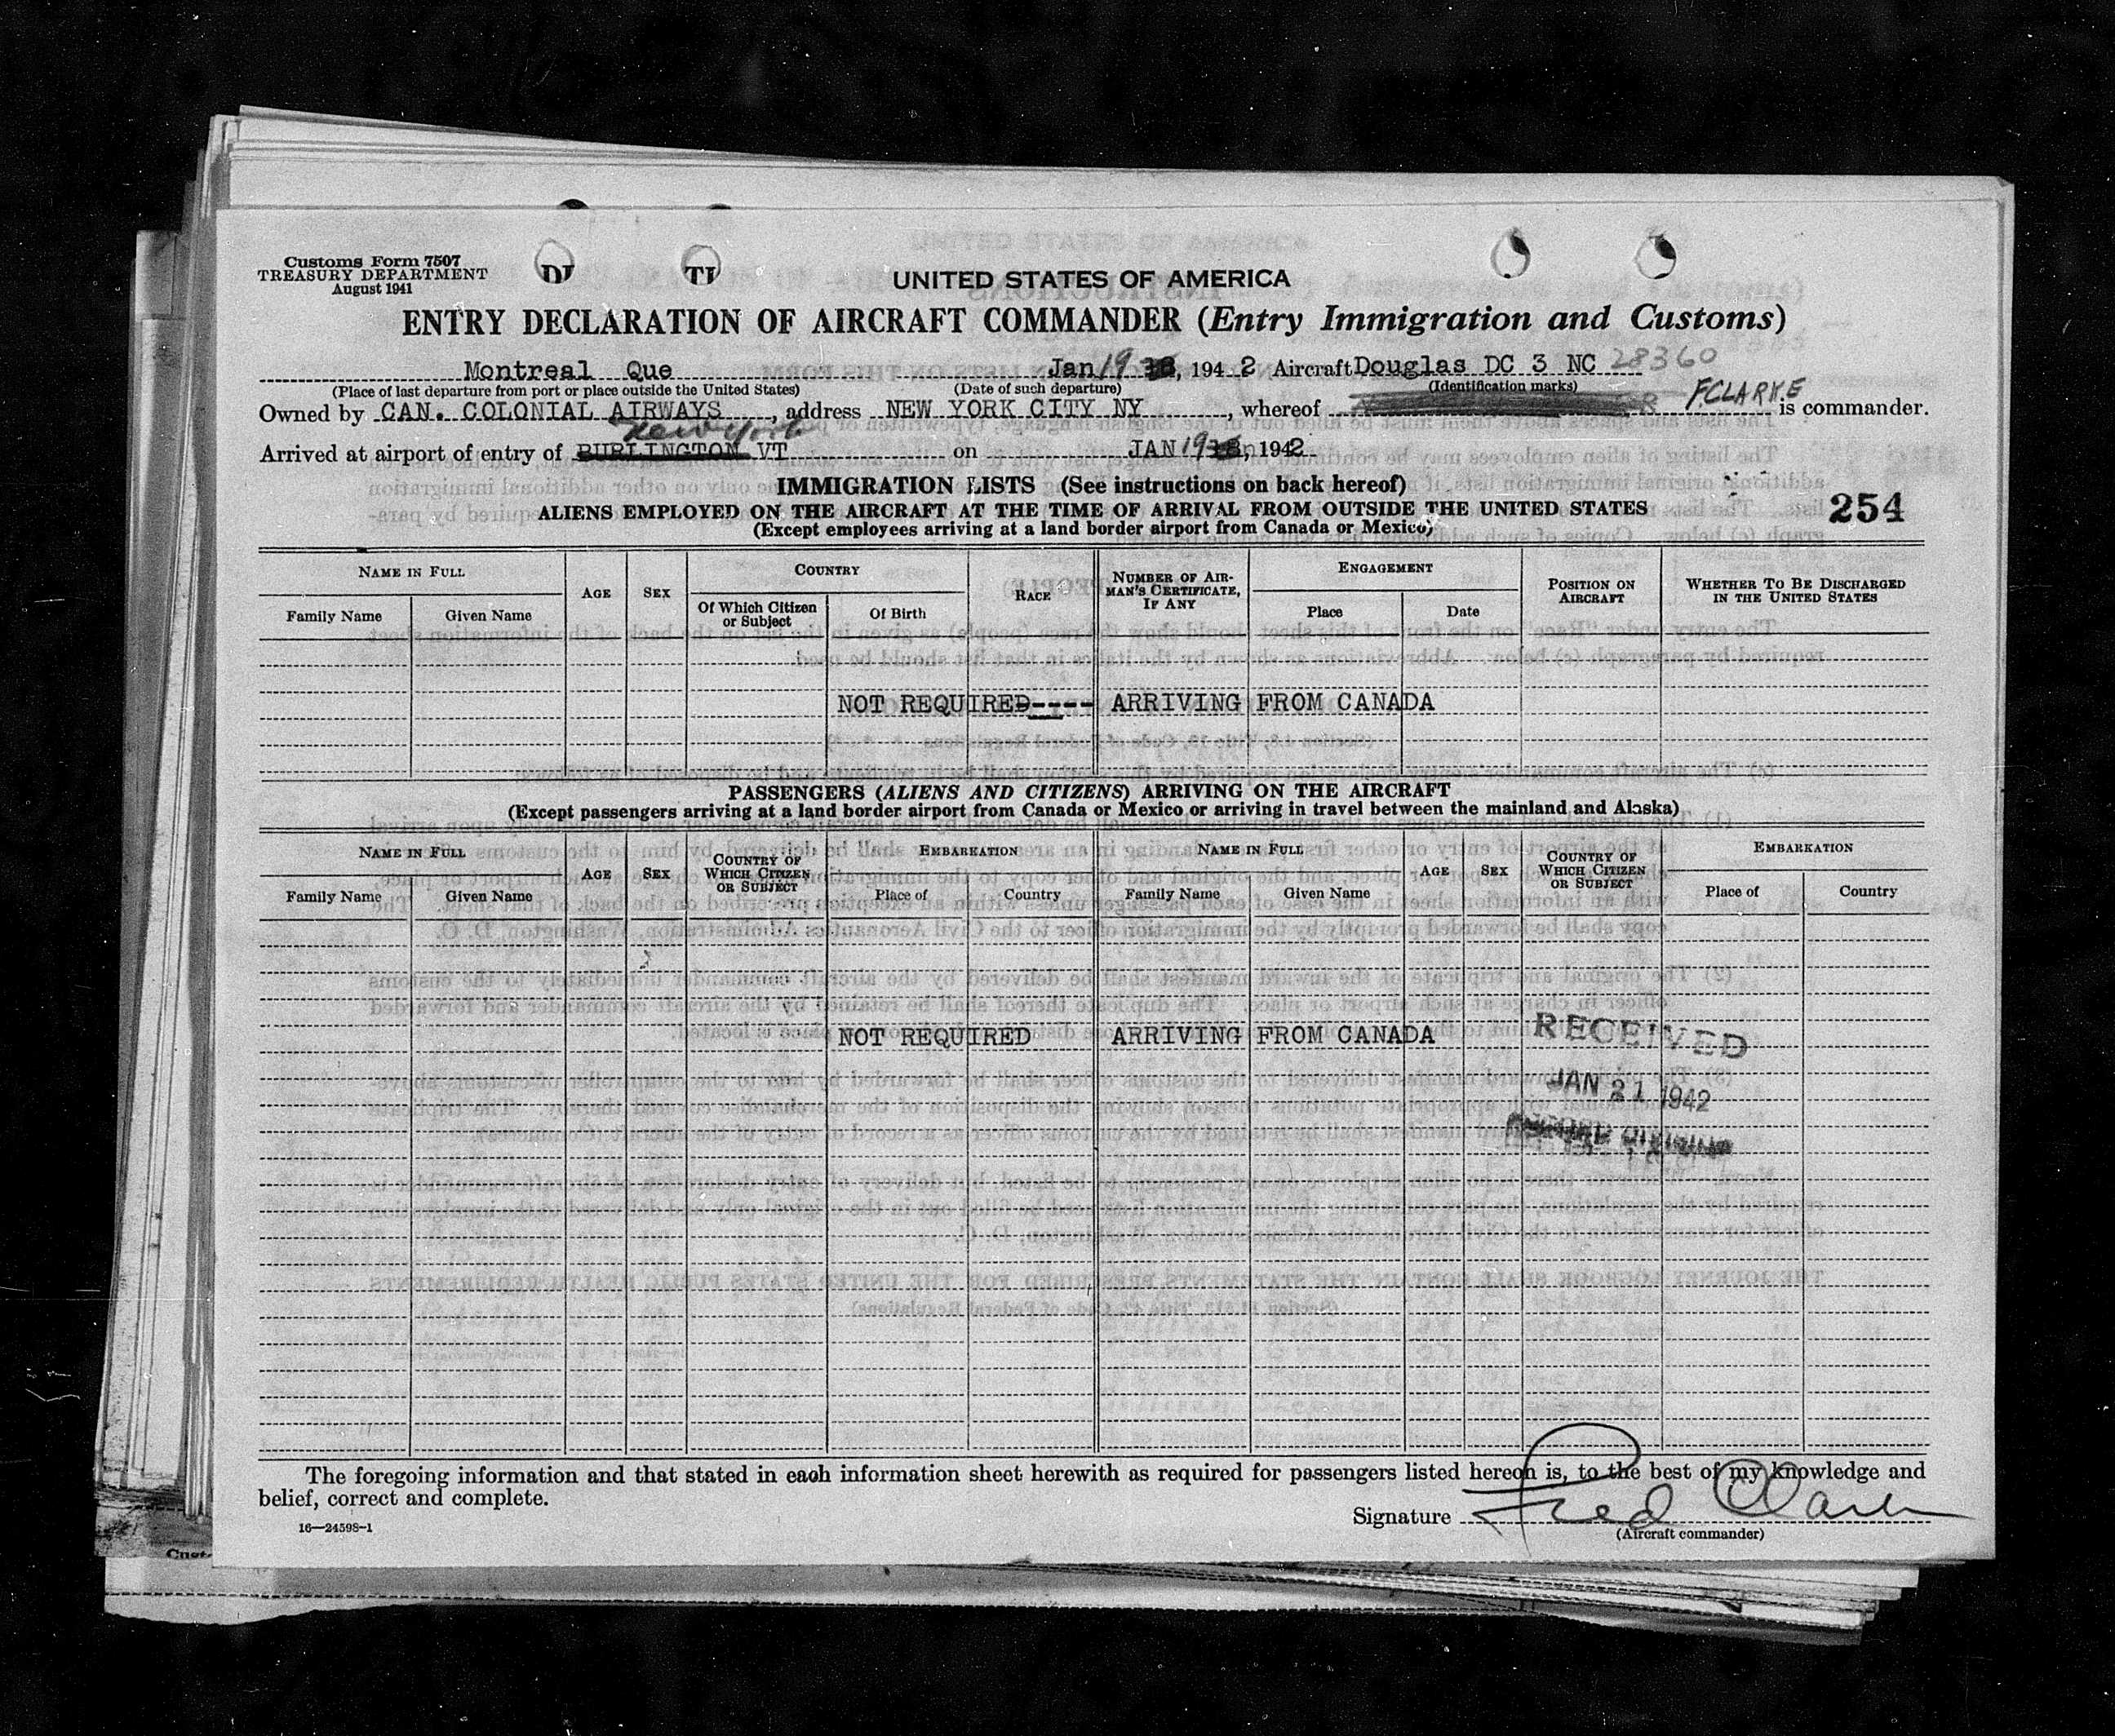 Customs Form 7507
TREASURY DEPARTMENT
August 1941
UNITED STATES OF AMERICA
ENTRY DECLARATION OF AIRCRAFT COMMANDER (Entry Immigration and Customs)
Montreal Que Jan 19, 1942 Aircraft Douglas DC 3 NC 28360
(Place of last departure from port or place outside the United States) (Date of such departure) (Identification marks)
Owned by CAN. COLONIAL AIRWAYS, address NEW YORK CITY NY, whereof F. CLARKE is commander.
New York
Arrived at airport of entry of BURLINGTON VT on JAN 19, 1942
IMMIGRATION LISTS (See instructions on back hereof)
ALIENS EMPLOYED ON THE AIRCRAFT AT THE TIME OF ARRIVAL FROM OUTSIDE THE UNITED STATES 254
(Except employees arriving at a land border airport from Canada or Mexico)
NAME IN FULL AGE SEX COUNTRY RACE NUMBER OF AIRMAN'S CERTIFICATE, IF ANY ENGAGEMENT POSITION ON AIRCRAFT WHETHER TO BE DISCHARGED IN THE UNITED STATES
Family Name Given Name Of Which Citizen or Subject Of Birth Place Date
NOT REQUIRED---- ARRIVING FROM CANADA
PASSENGERS (ALIENS AND CITIZENS) ARRIVING ON THE AIRCRAFT
(Except passengers arriving at a land border airport from Canada or Mexico or arriving in travel between the mainland and Alaska)
NAME IN FULL AGE SEX COUNTRY OF WHICH CITIZEN OR SUBJECT EMBARKATION NAME IN FULL AGE SEX COUNTRY OF WHICH CITIZEN OR SUBJECT EMBARKATION
Family Name Given Name Place of Country Family Name Given Name Place of Country
NOT REQUIRED ARRIVING FROM CANADA
RECEIVED
JAN 21 1942
The foregoing information and that stated in each information sheet herewith as required for passengers listed hereon is, to the best of my knowledge and
belief, correct and complete.
Signature Fred Clark
16—24598-1
(Aircraft commander)